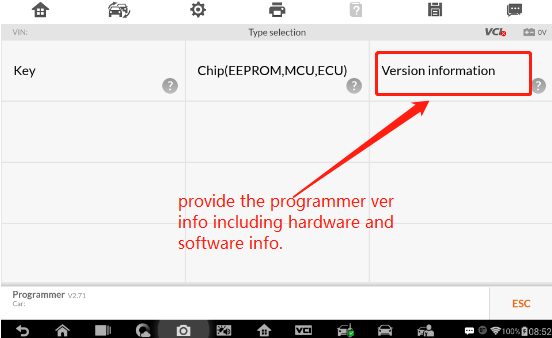 VIN:
Type selection
VCI
0V
Key
?
Chip(EEPROM,MCU,ECU)
?
Version information
?
provide the programmer ver
info including hardware and
software info.
Programmer V2.71
Car:
ESC
VCI
100%
08:52